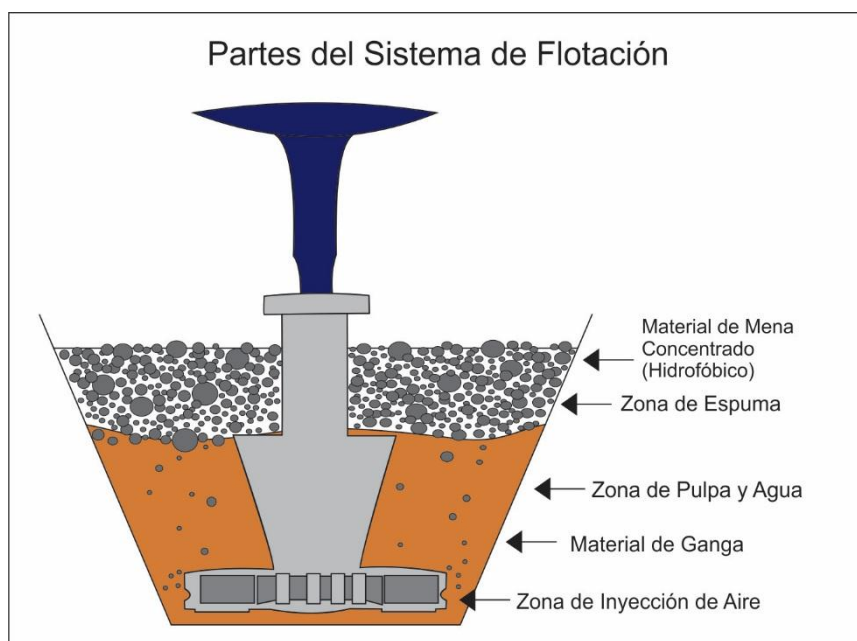 Partes del Sistema de Flotación
Material de Mena
Concentrado
(Hidrofóbico)
Zona de Espuma
Zona de Pulpa y Agua
Material de Ganga
Zona de Inyección de Aire